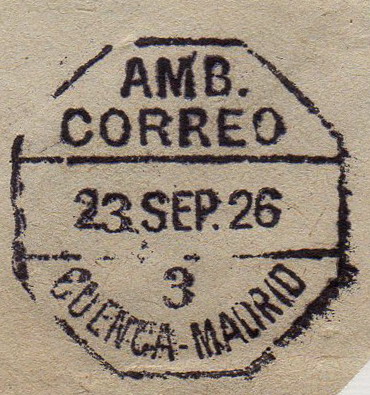 AMB.
CORREO
23.SEP.26
3
CUENCA-MADRID